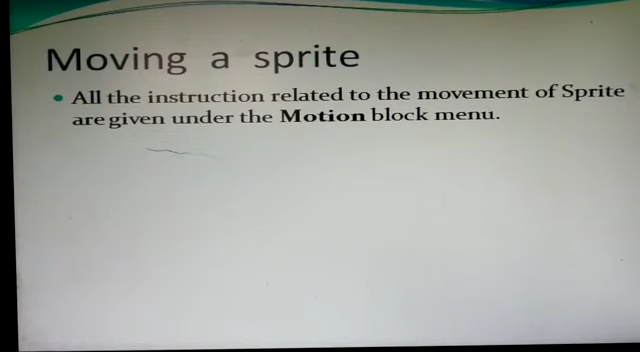 Moving a sprite
• All the instruction related to the movement of Sprite
are given under the Motion block menu.